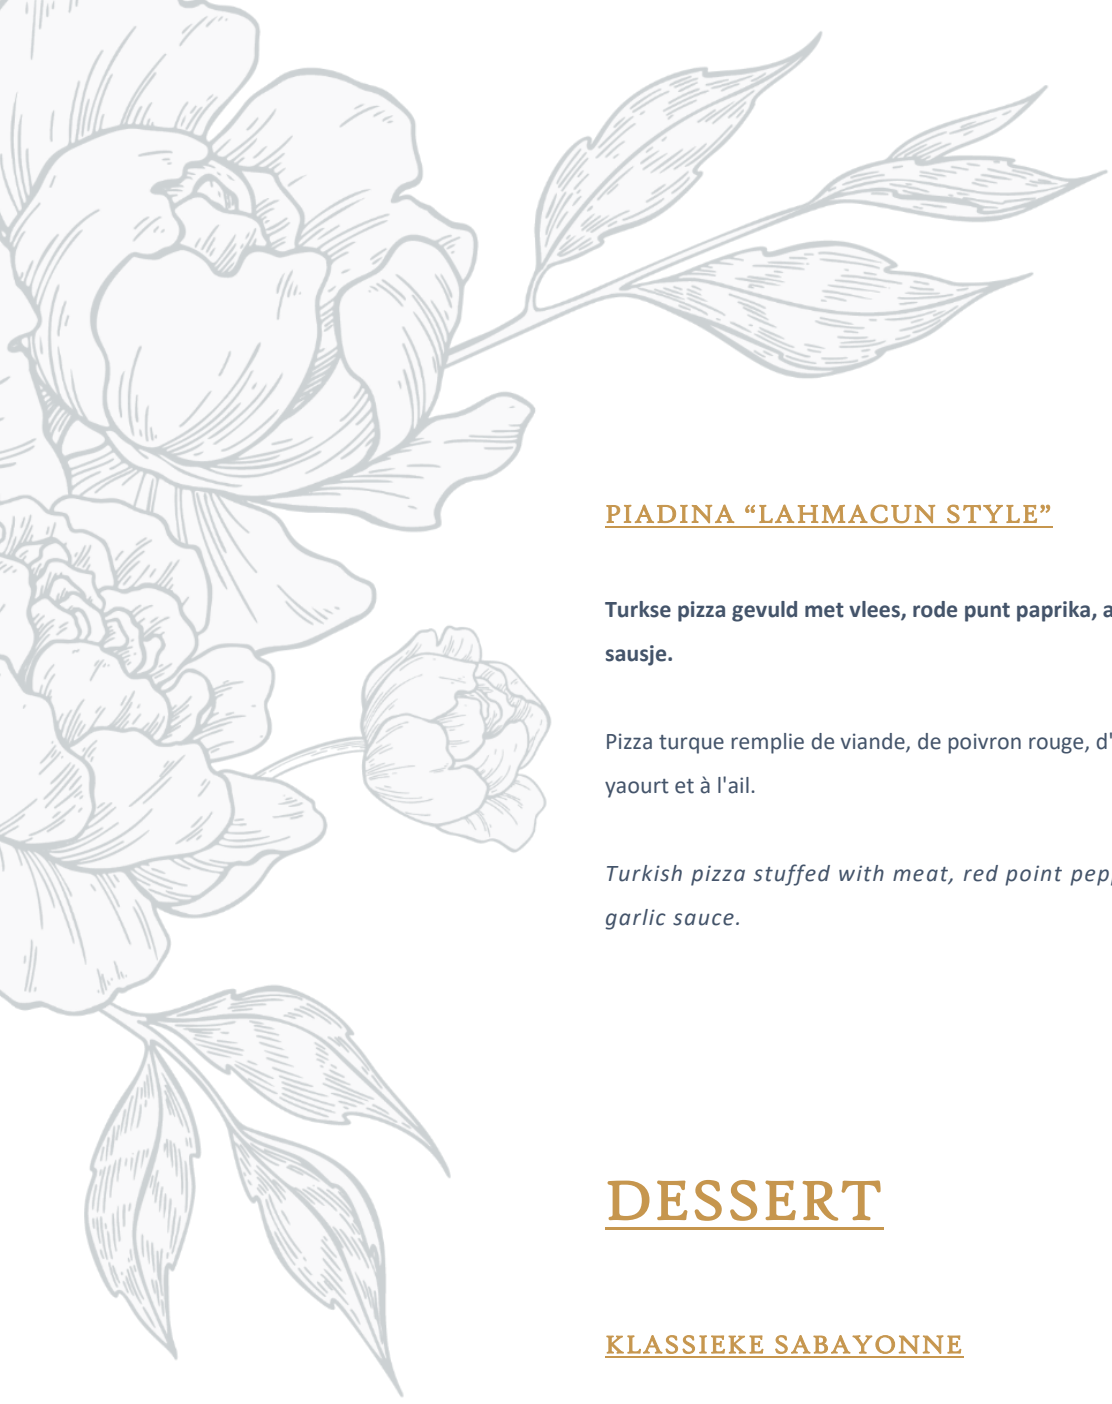 PIADINA “LAHMACUN STYLE”
Turkse pizza gevuld met vlees, rode punt paprika,
sausje.
Pizza turque remplie de viande, de poivron rouge, d'
yaourt et à l'ail.
Turkish pizza stuffed with meat, red point
garlic sauce.
DESSERT
KLASSIEKE SABAYONNE